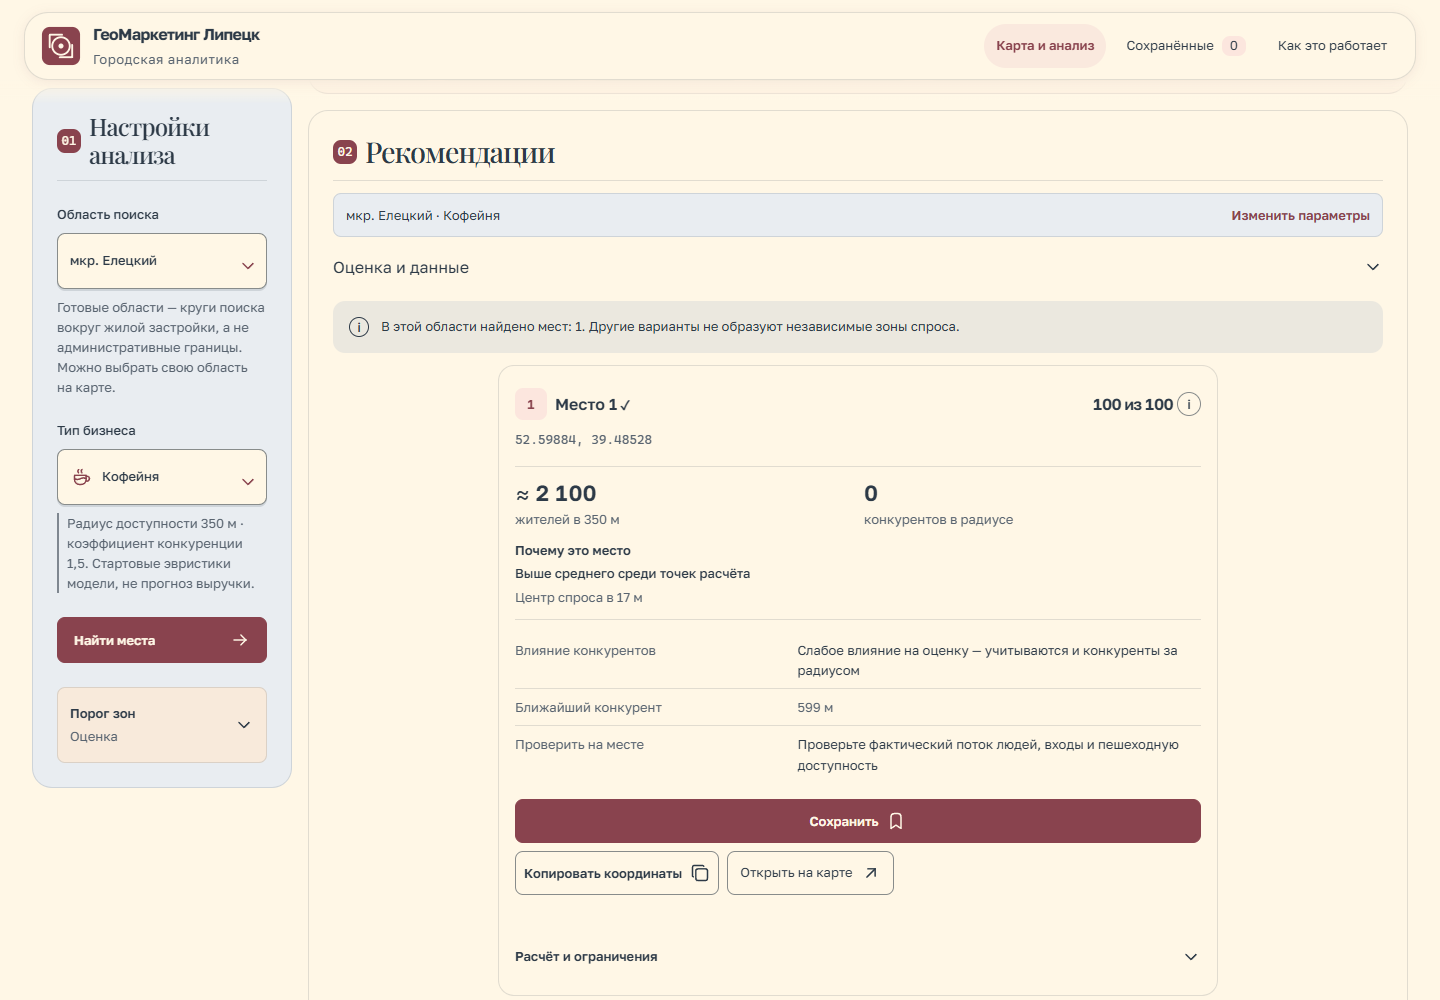 ГеоМаркетинг Липецк
Городская аналитика
Карта и анализ
Сохранённые 0
Как это работает
01 Настройки
анализа
Область поиска
мкр. Елецкий
Готовые области — круги поиска
вокруг жилой застройки, а не
административные границы.
Можно выбрать свою область
на карте.
Тип бизнеса
Кофейня
Радиус доступности 350 м ·
коэффициент конкуренции
1,5. Стартовые эвристики
модели, не прогноз выручки.
Найти места
Порог зон
Оценка
02 Рекомендации
мкр. Елецкий · Кофейня
Изменить параметры
Оценка и данные
i В этой области найдено мест: 1. Другие варианты не образуют независимые зоны спроса.
1 Место 1 ✓
100 из 100 i
52.59884, 39.48528
≈ 2 100
жителей в 350 м
0
конкурентов в радиусе
Почему это место
Выше среднего среди точек расчёта
Центр спроса в 17 м
Влияние конкурентов
Слабое влияние на оценку — учитываются и конкуренты за
радиусом
Ближайший конкурент
599 м
Проверить на месте
Проверьте фактический поток людей, входы и пешеходную
доступность
Сохранить
Копировать координаты
Открыть на карте
Расчёт и ограничения